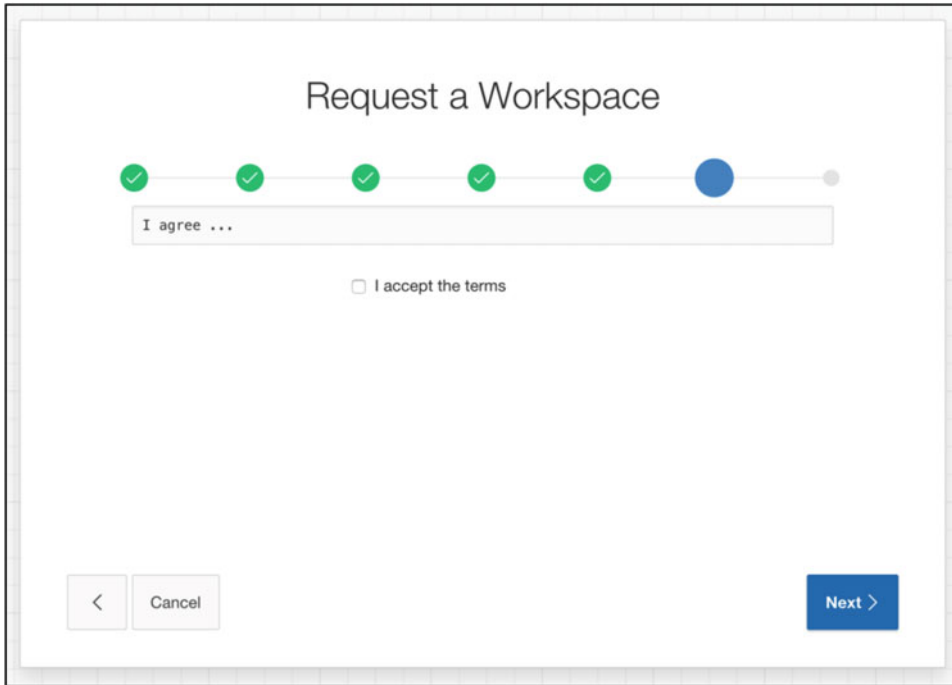 Request a Workspace
I agree ...
I accept the terms
Cancel
Next